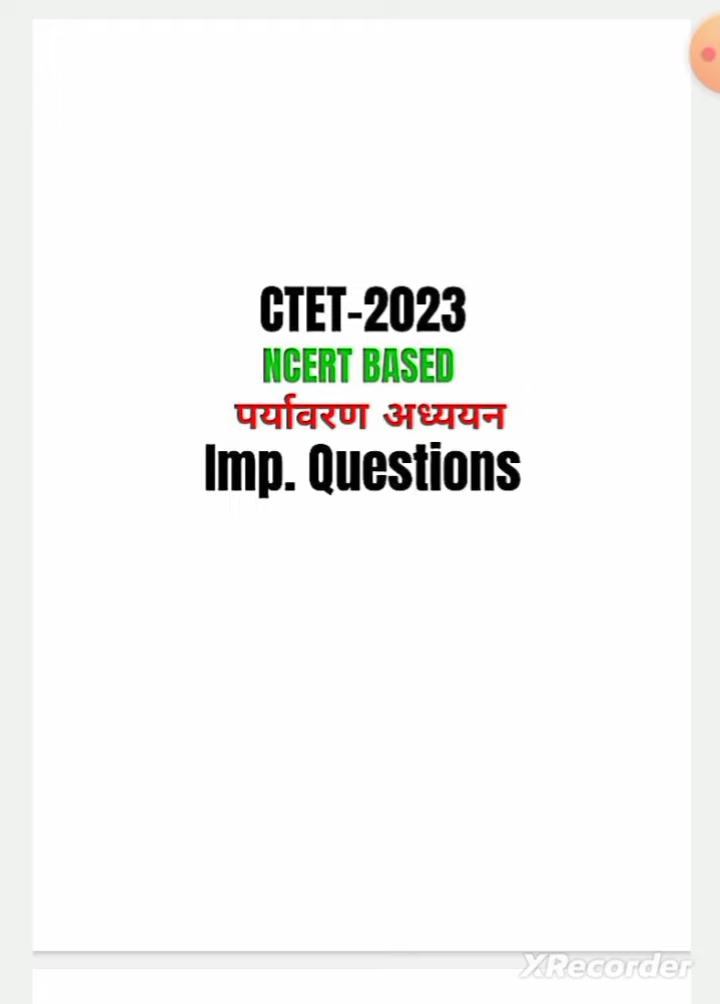 CTET-2023
NCERT BASED
पर्यावरण अध्ययन
Imp. Questions
XRecorder